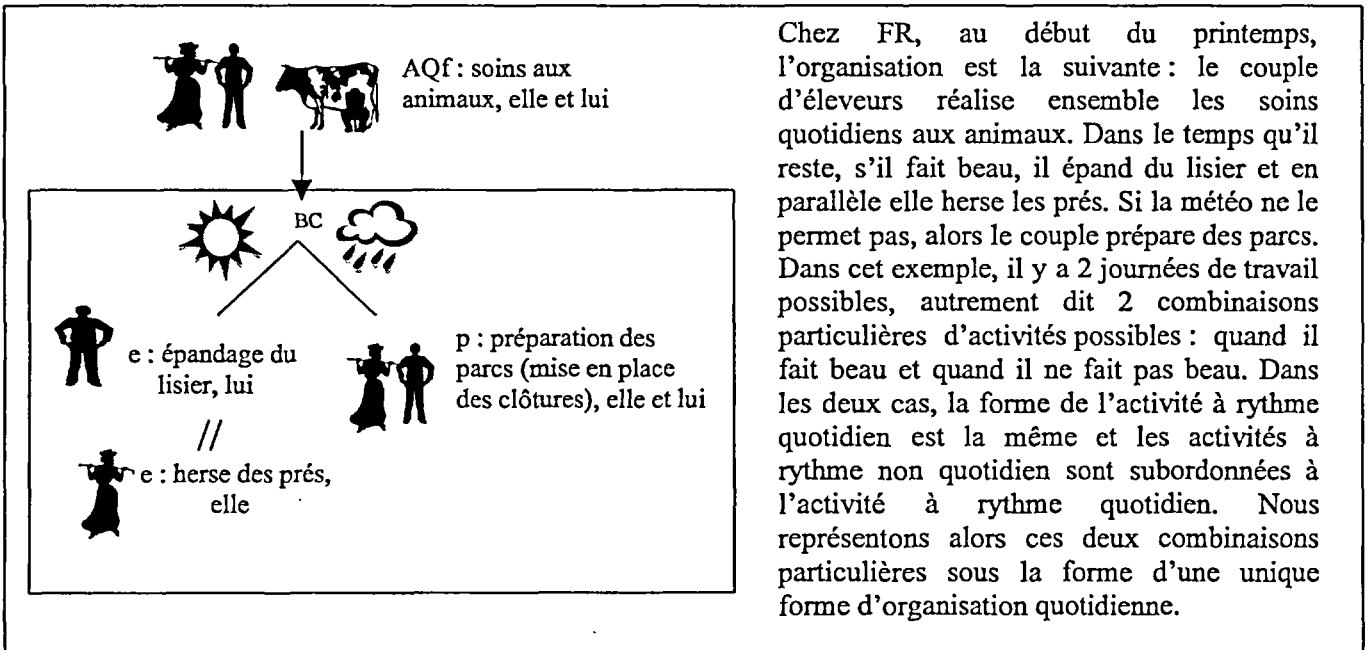 AQf : soins aux
animaux, elle et lui
BC
e : épandage du
lisier, lui
//
e : herse des prés,
elle
p : préparation des
parcs (mise en place
des clôtures), elle et lui
Chez FR, au début du printemps,
l'organisation est la suivante : le couple
d'éleveurs réalise ensemble les soins
quotidiens aux animaux. Dans le temps qu'il
reste, s'il fait beau, il épand du lisier et en
parallèle elle herse les prés. Si la météo ne le
permet pas, alors le couple prépare des parcs.
Dans cet exemple, il y a 2 journées de travail
possibles, autrement dit 2 combinaisons
particulières d'activités possibles : quand il
fait beau et quand il ne fait pas beau. Dans
les deux cas, la forme de l'activité à rythme
quotidien est la même et les activités à
rythme non quotidien sont subordonnées à
l'activité à rythme quotidien. Nous
représentons alors ces deux combinaisons
particulières sous la forme d'une unique
forme d'organisation quotidienne.